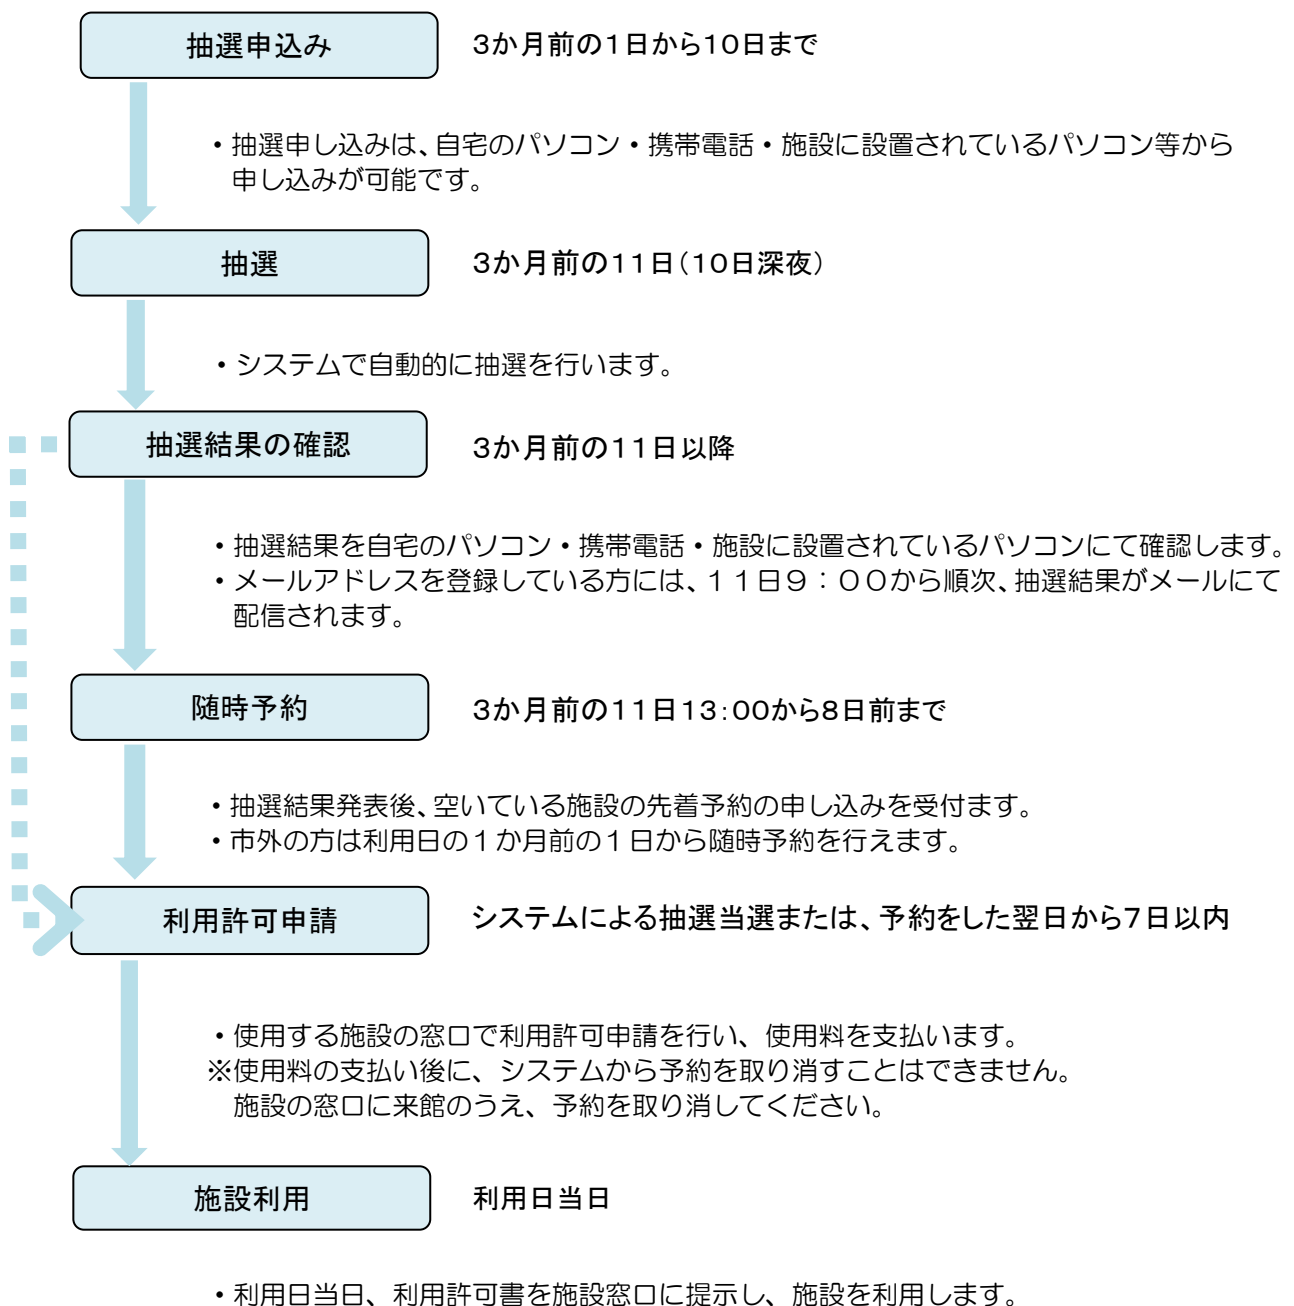 抽選申込み
3か月前の1日から10日まで
・抽選申し込みは、自宅のパソコン・携帯電話・施設に設置されているパソコン等から
申し込みが可能です。
抽選
3か月前の11日(10日深夜)
・システムで自動的に抽選を行います。
抽選結果の確認
3か月前の11日以降
・抽選結果を自宅のパソコン・携帯電話・施設に設置されているパソコンにて確認します。
・メールアドレスを登録している方には、11日9:00から順次、抽選結果がメールにて
配信されます。
随時予約
3か月前の11日13:00から8日前まで
・抽選結果発表後、空いている施設の先着予約の申し込みを受付ます。
・市外の方は利用日の1か月前の1日から随時予約を行えます。
利用許可申請
システムによる抽選当選または、予約をした翌日から7日以内
・使用する施設の窓口で利用許可申請を行い、使用料を支払います。
※使用料の支払い後に、システムから予約を取り消すことはできません。
施設の窓口に来館のうえ、予約を取り消してください。
施設利用
利用日当日
・利用日当日、利用許可書を施設窓口に提示し、施設を利用します。